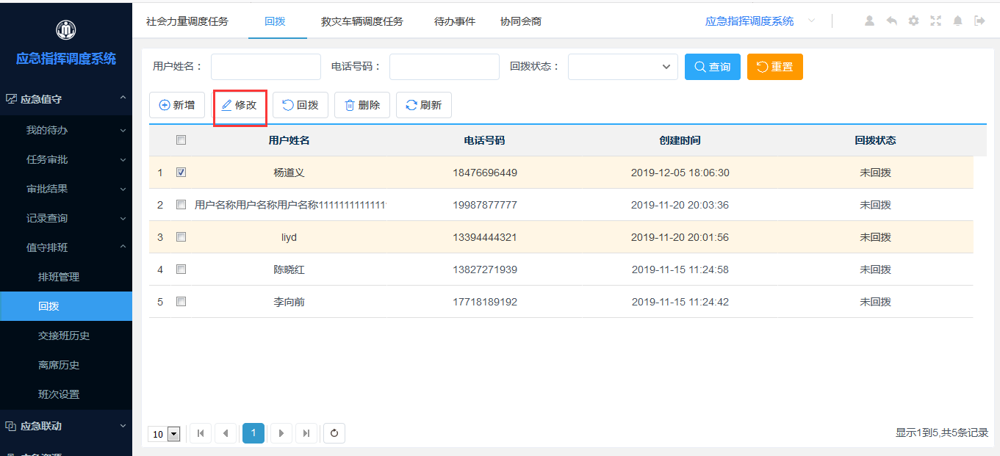 社会力量调度任务 回拨 救灾车辆调度任务 待办事件 协同会商 应急指挥调度系统
应急指挥调度系统
应急值守
我的待办
任务审批
审批结果
记录查询
值守排班
排班管理
回拨
交接班历史
离席历史
班次设置
应急联动
用户姓名： 电话号码： 回拨状态： 查询 重置
新增 修改 回拨 删除 刷新
用户姓名 电话号码 创建时间 回拨状态
1 杨道义 18476696449 2019-12-05 18:06:30 未回拨
2 用户名称用户名称用户名称1111111111111 19987877777 2019-11-20 20:03:36 未回拨
3 liyd 13394444321 2019-11-20 20:01:56 未回拨
4 陈晓红 13827271939 2019-11-15 11:24:58 未回拨
5 李向前 17718189192 2019-11-15 11:24:42 未回拨
10 1 显示1到5,共5条记录